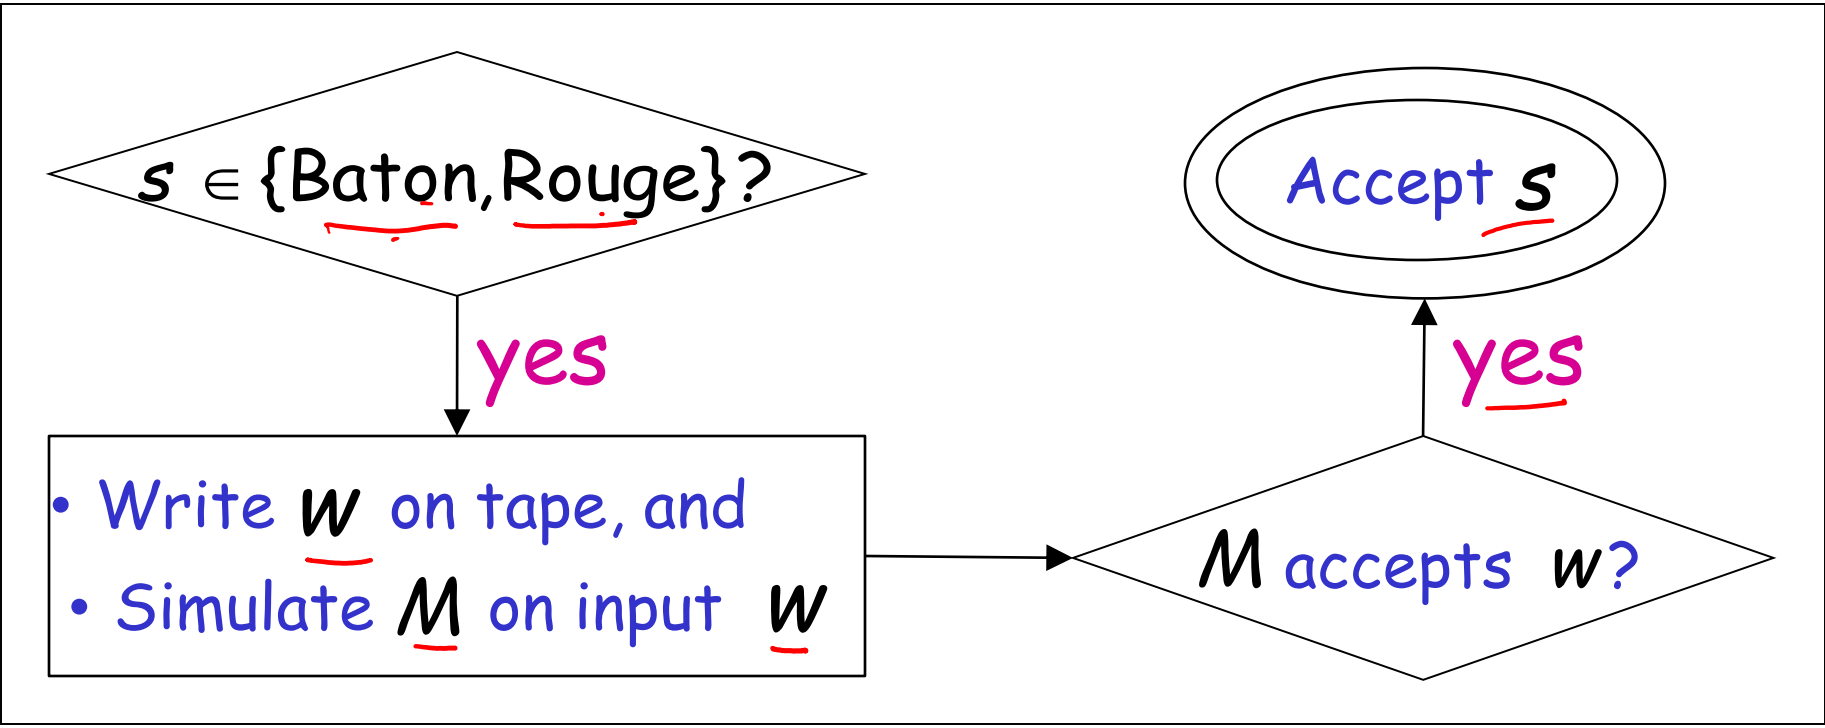 s ∈ {Baton,Rouge}?
yes
• Write w on tape, and
• Simulate M on input w
M accepts w?
yes
Accept s